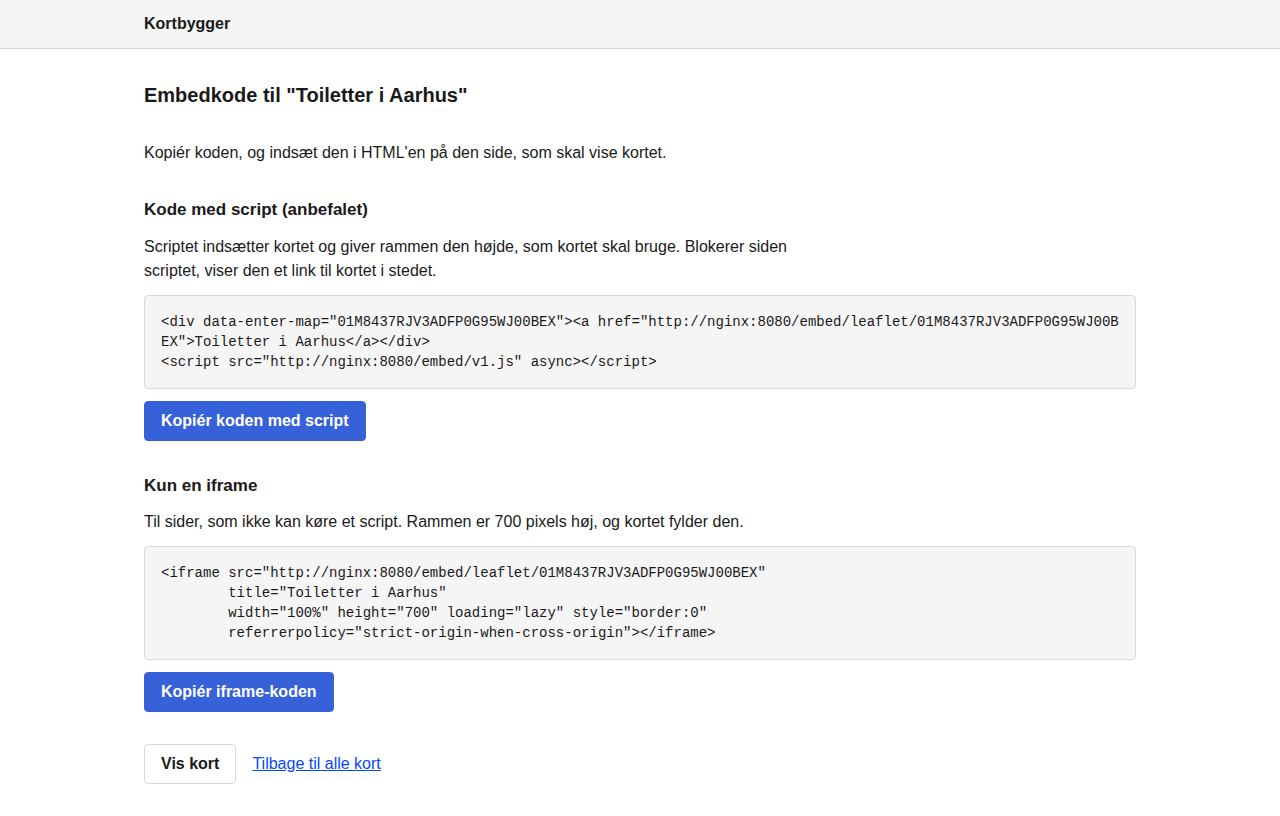 Kortbygger
Embedkode til "Toiletter i Aarhus"
Kopiér koden, og indsæt den i HTML'en på den side, som skal vise kortet.
Kode med script (anbefalet)
Scriptet indsætter kortet og giver rammen den højde, som kortet skal bruge. Blokerer siden
scriptet, viser den et link til kortet i stedet.
<div data-enter-map="01M8437RJV3ADFP0G95WJ00BEX"><a href="http://nginx:8080/embed/leaflet/01M8437RJV3ADFP0G95WJ00B
EX">Toiletter i Aarhus</a></div>
<script src="http://nginx:8080/embed/v1.js" async></script>
Kopiér koden med script
Kun en iframe
Til sider, som ikke kan køre et script. Rammen er 700 pixels høj, og kortet fylder den.
<iframe src="http://nginx:8080/embed/leaflet/01M8437RJV3ADFP0G95WJ00BEX"
        title="Toiletter i Aarhus"
        width="100%" height="700" loading="lazy" style="border:0"
        referrerpolicy="strict-origin-when-cross-origin"></iframe>
Kopiér iframe-koden
Vis kort
Tilbage til alle kort